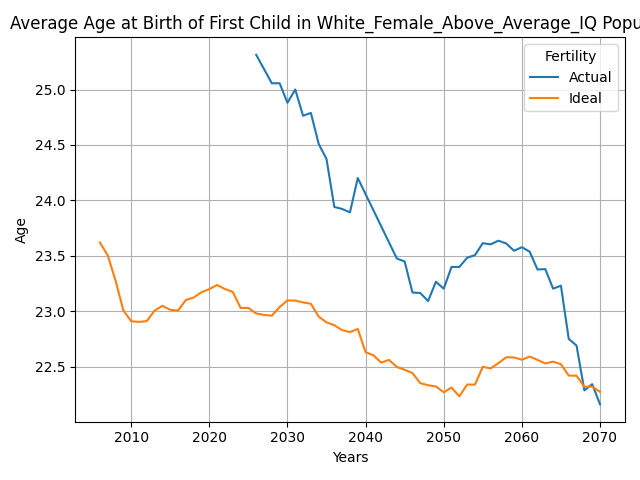 Average Age at Birth of First Child in White_Female_Above_Average_IQ Popu
Fertility
Actual
Ideal
25.0
24.5
24.0
23.5
23.0
22.5
Age
2010 2020 2030 2040 2050 2060 2070
Years